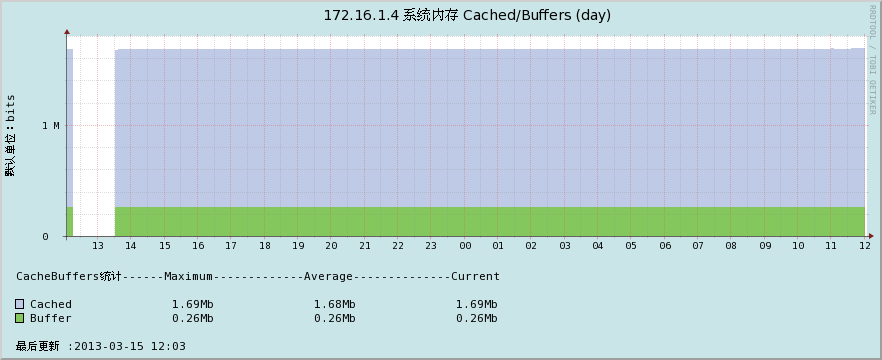 172.16.1.4 系统内存 Cached/Buffers (day)
RRDTOOL / TOBI OETIKER
默认单位：bits
1 M
0
13 14 15 16 17 18 19 20 21 22 23 00 01 02 03 04 05 06 07 08 09 10 11 12
CacheBuffers统计------Maximum-------------Average--------------Current
Cached 1.69Mb 1.68Mb 1.69Mb
Buffer 0.26Mb 0.26Mb 0.26Mb
最后更新 :2013-03-15 12:03